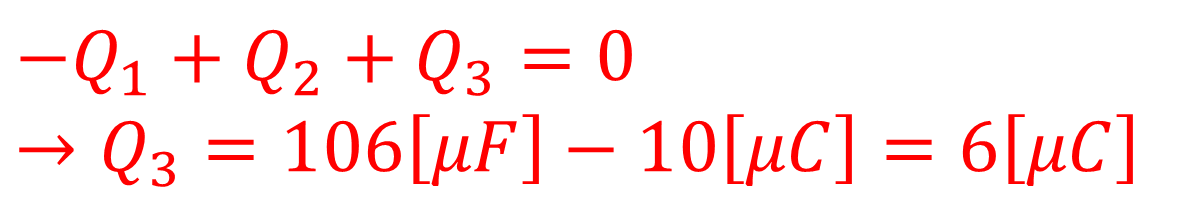 −Q₁ + Q₂ + Q₃ = 0
→ Q₃ = 106[μF] − 10[μC] = 6[μC]